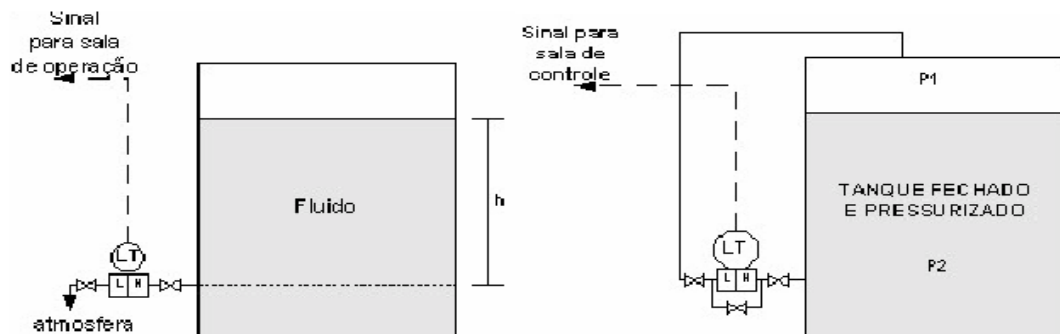 Sinal
para sala
de operação
LT
L H
atmosfera
Fluido
h
Sinal para
sala de
controle
LT
L H
P1
TANQUE FECHADO
E PRESSURIZADO
P2